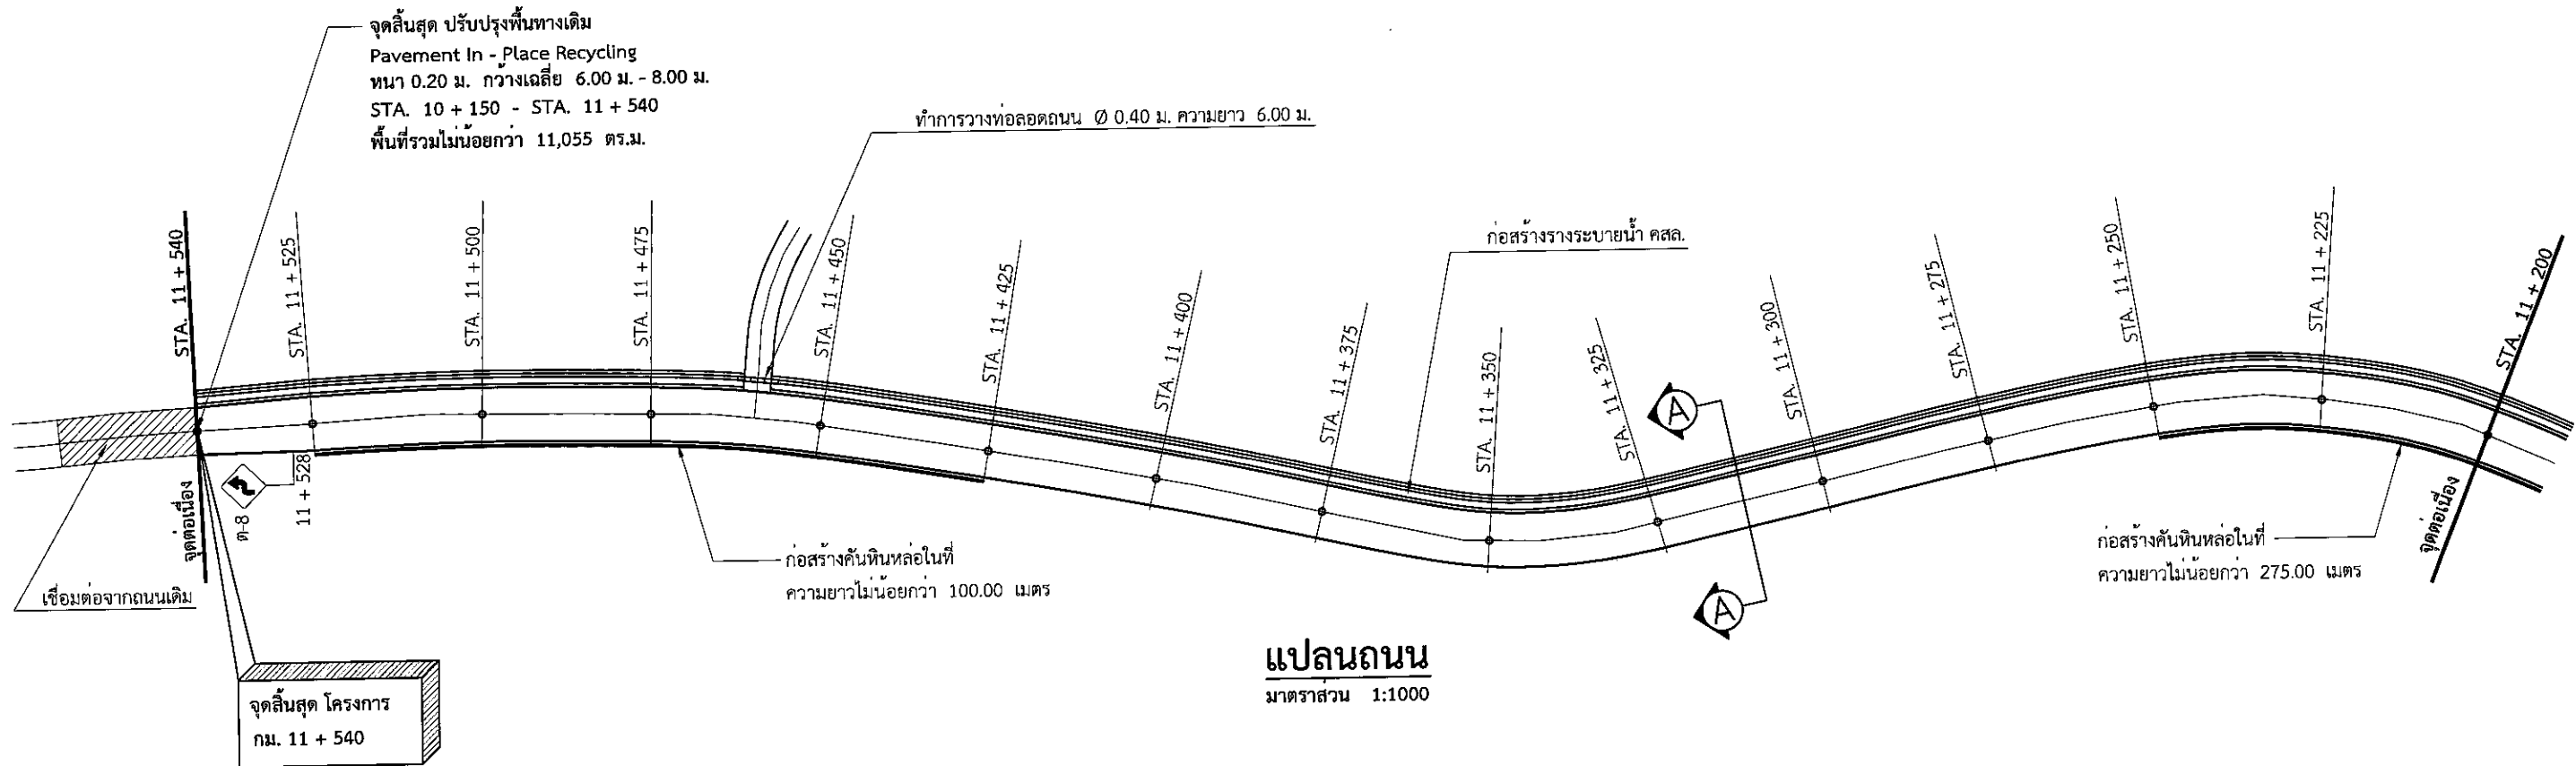 จุดสิ้นสุด ปรับปรุงพื้นทางเดิม
Pavement In - Place Recycling
หนา 0.20 ม. กว้างเฉลี่ย 6.00 ม. - 8.00 ม.
STA. 10 + 150 - STA. 11 + 540
พื้นที่รวมไม่น้อยกว่า 11,055 ตร.ม.
ทำการวางท่อลอดถนน Ø 0.40 ม. ความยาว 6.00 ม.
ก่อสร้างรางระบายน้ำ คสล.
STA. 11 + 540
STA. 11 + 525
STA. 11 + 500
STA. 11 + 475
STA. 11 + 450
STA. 11 + 425
STA. 11 + 400
STA. 11 + 375
STA. 11 + 350
STA. 11 + 325
STA. 11 + 300
STA. 11 + 275
STA. 11 + 250
STA. 11 + 225
STA. 11 + 200
A
A
จุดต่อเนื่อง
ต-8
11 + 528
จุดต่อเนื่อง
เชื่อมต่อจากถนนเดิม
ก่อสร้างคันหินหล่อในที่
ความยาวไม่น้อยกว่า 100.00 เมตร
ก่อสร้างคันหินหล่อในที่
ความยาวไม่น้อยกว่า 275.00 เมตร
แปลนถนน
มาตราส่วน 1:1000
จุดสิ้นสุด โครงการ
กม. 11 + 540